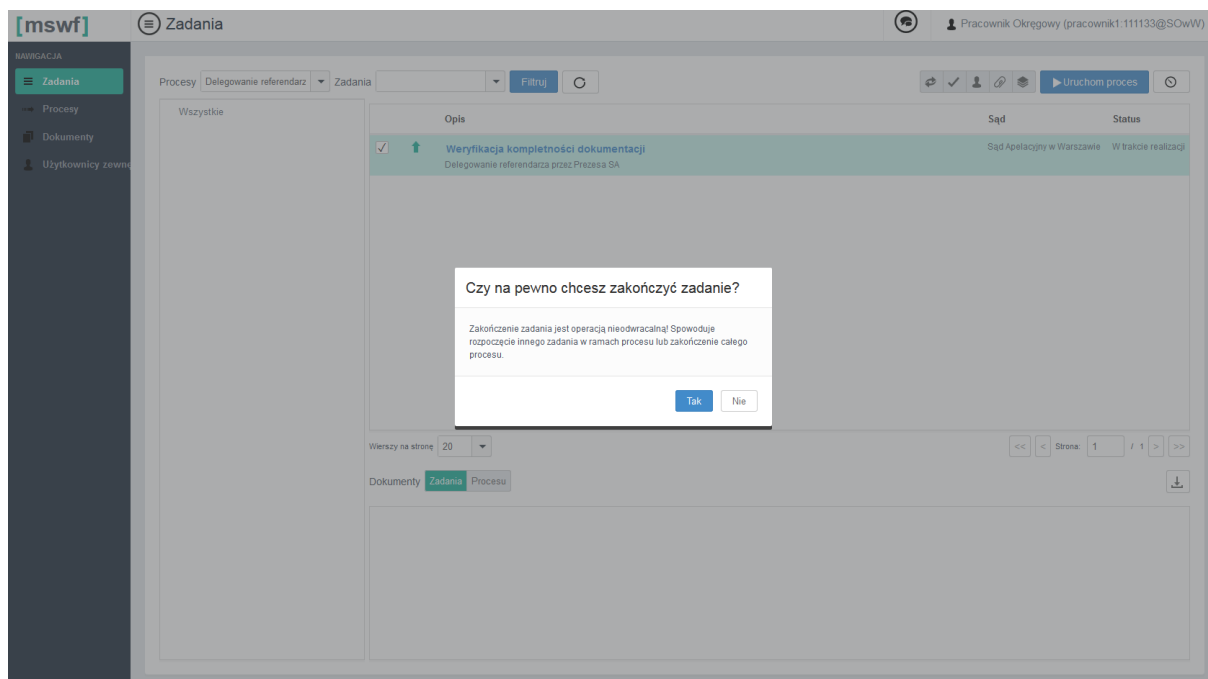 [mswf]
Zadania
Pracownik Okręgowy (pracownik1:111133@SOwW)
NAWIGACJA
Zadania
Procesy
Dokumenty
Użytkownicy zewnę
Procesy Delegowanie referendarz Zadania Filtruj Uruchom proces
Wszystkie
Opis Sąd Status
Weryfikacja kompletności dokumentacji Sąd Apelacyjny w Warszawie W trakcie realizacji
Delegowanie referendarza przez Prezesa SA
Czy na pewno chcesz zakończyć zadanie?
Zakończenie zadania jest operacją nieodwracalną! Spowoduje
rozpoczęcie innego zadania w ramach procesu lub zakończenie całego
procesu.
Tak Nie
Wierszy na stronę 20 << < Strona: 1 / 1 > >>
Dokumenty Zadania Procesu